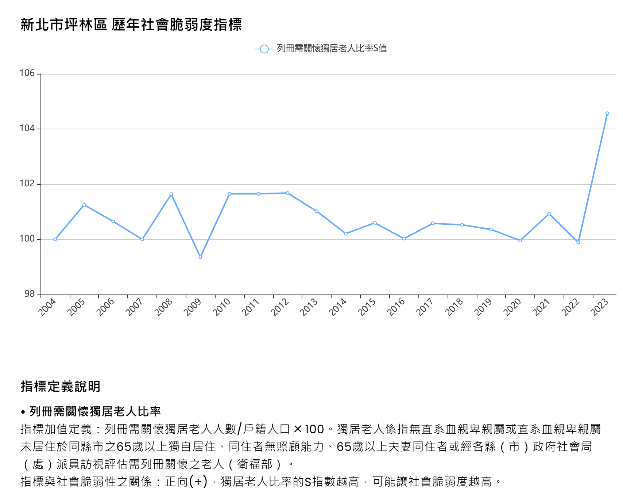 新北市坪林區 歷年社會脆弱度指標
列冊需關懷獨居老人比率S值
106
104
102
100
98
2004 2005 2006 2007 2008 2009 2010 2011 2012 2013 2014 2015 2016 2017 2018 2019 2020 2021 2022 2023
指標定義說明
• 列冊需關懷獨居老人比率
指標加值定義：列冊需關懷獨居老人人數/戶籍人口×100。獨居老人係指無直系血親卑親屬或直系血親卑親屬
未居住於同縣市之65歲以上獨自居住、同住者無照顧能力、65歲以上夫妻同住者或經各縣（市）政府社會局
（處）派員訪視評估需列冊關懷之老人（衛福部）。
指標與社會脆弱性之關係：正向(+)，獨居老人比率的S指數越高，可能讓社會脆弱度越高。